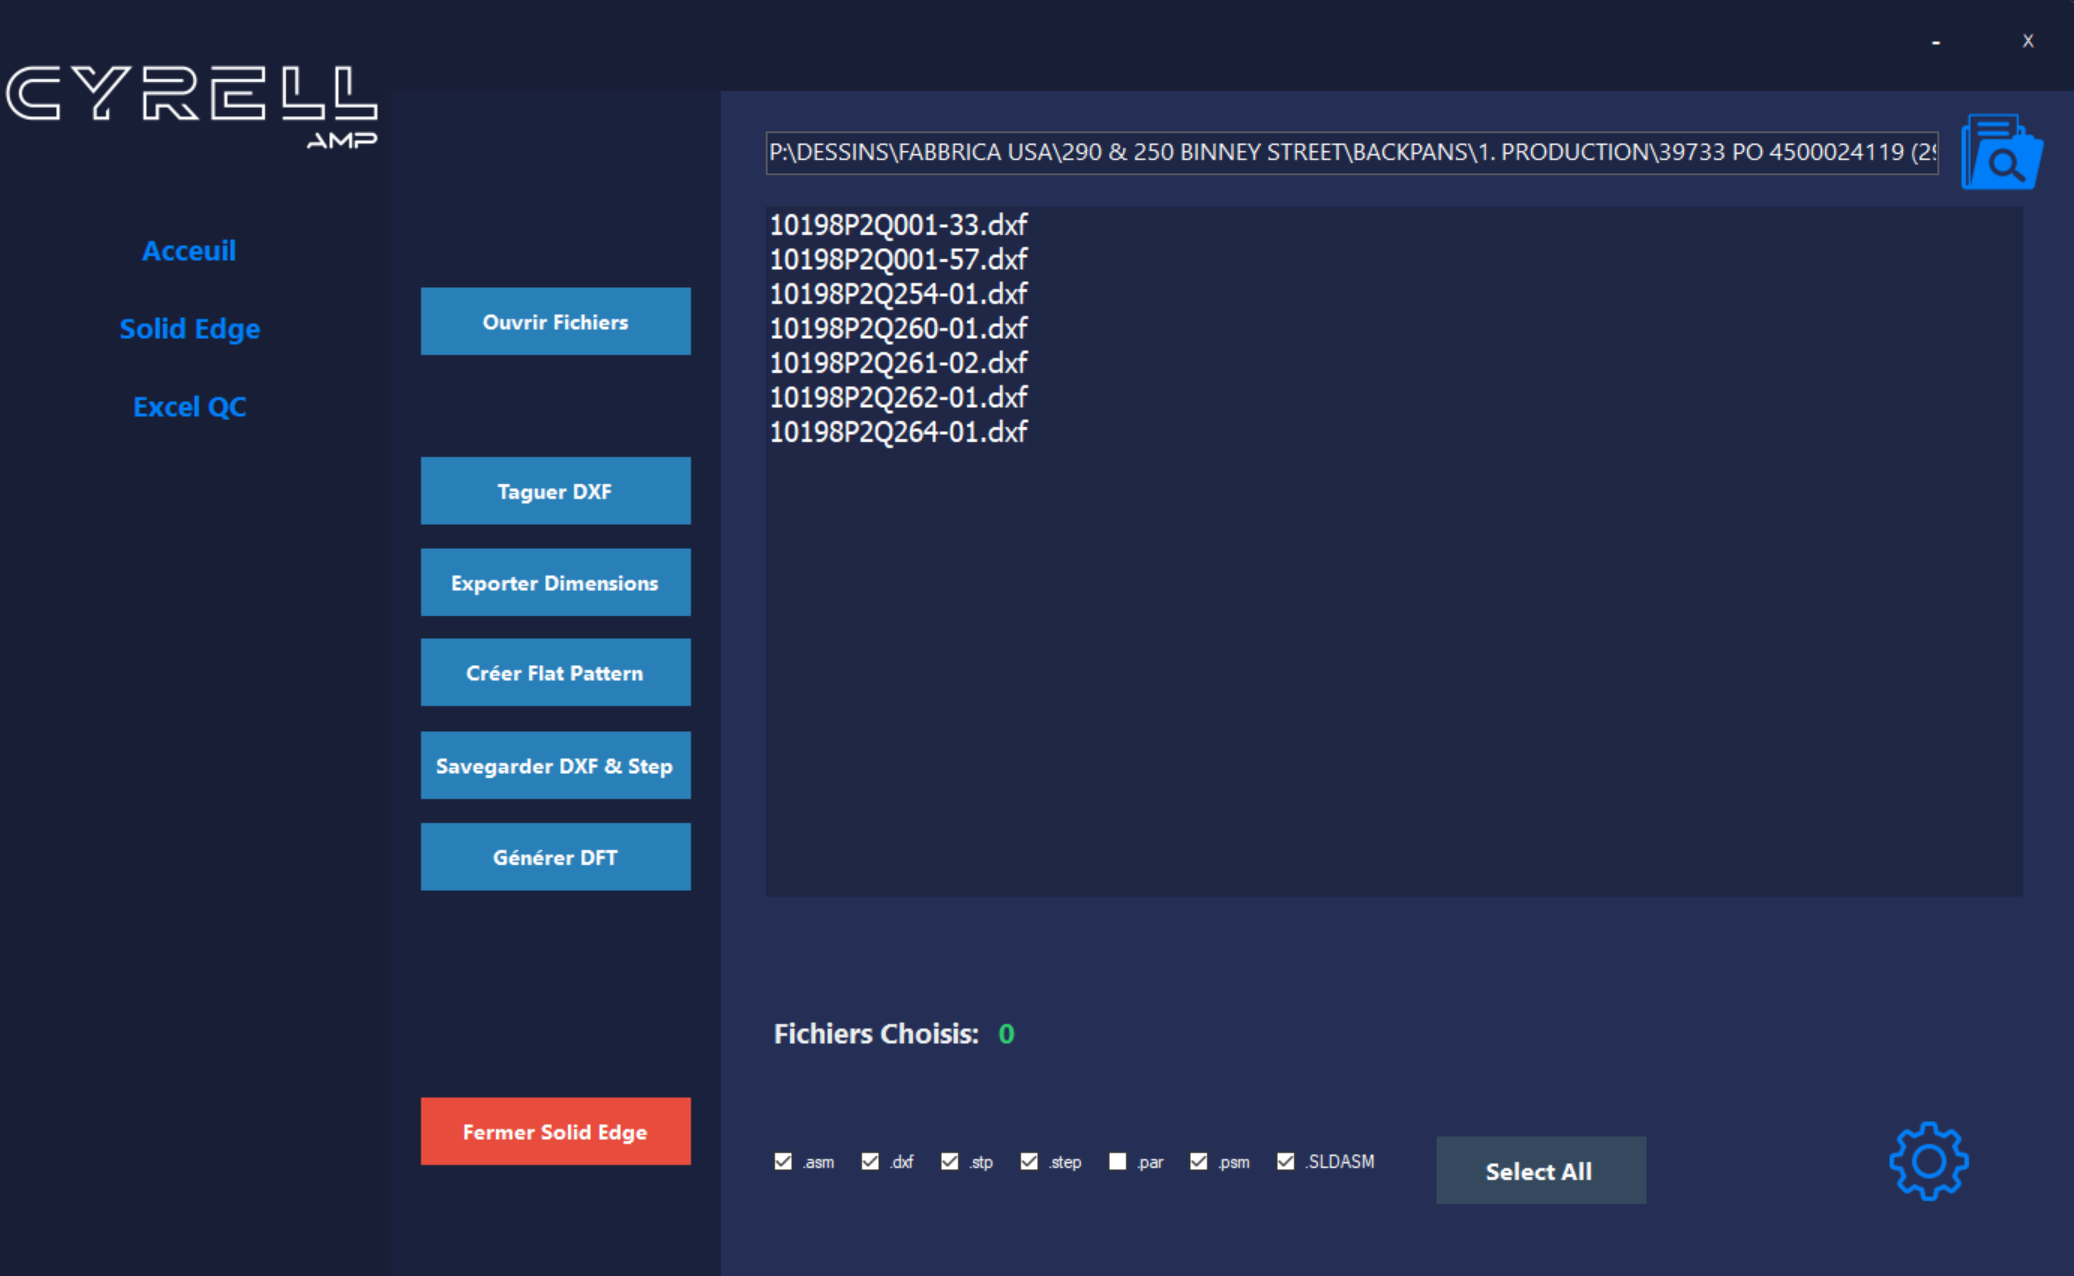 - X
CYRELL
AMP
Acceuil
Solid Edge
Excel QC
Ouvrir Fichiers
Taguer DXF
Exporter Dimensions
Créer Flat Pattern
Savegarder DXF & Step
Générer DFT
Fermer Solid Edge
P:\DESSINS\FABBRICA USA\290 & 250 BINNEY STREET\BACKPANS\1. PRODUCTION\39733 PO 4500024119 (29
10198P2Q001-33.dxf
10198P2Q001-57.dxf
10198P2Q254-01.dxf
10198P2Q260-01.dxf
10198P2Q261-02.dxf
10198P2Q262-01.dxf
10198P2Q264-01.dxf
Fichiers Choisis: 0
.asm .dxf .stp .step .par .psm .SLDASM
Select All